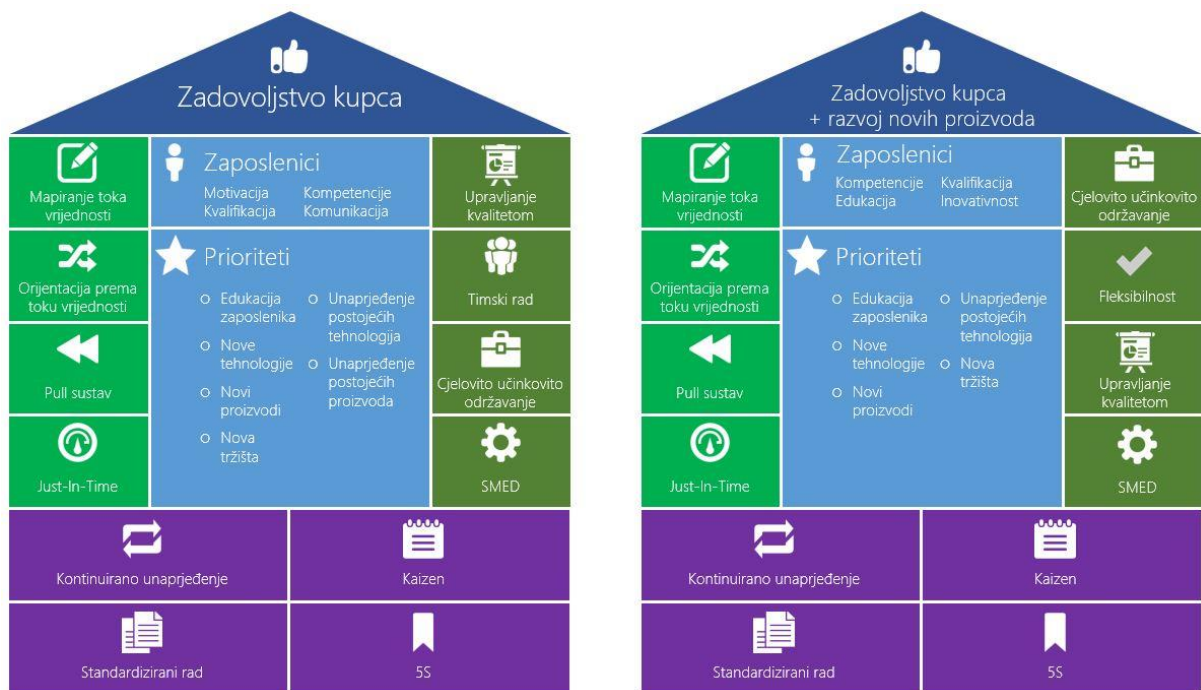 Zadovoljstvo kupca
Mapiranje toka
vrijednosti
Orijentacija prema
toku vrijednosti
Pull sustav
Just-In-Time
Zaposlenici
Motivacija Kompetencije
Kvalifikacija Komunikacija
Prioriteti
Edukacija
zaposlenika
Nove
tehnologije
Novi
proizvodi
Nova
tržišta
Unaprjeđenje
postojećih
tehnologija
Unaprjeđenje
postojećih
proizvoda
Upravljanje
kvalitetom
Timski rad
Cjelovito učinkovito
održavanje
SMED
Kontinuirano unaprjeđenje
Kaizen
Standardizirani rad
5S
Zadovoljstvo kupca
+ razvoj novih proizvoda
Mapiranje toka
vrijednosti
Orijentacija prema
toku vrijednosti
Pull sustav
Just-In-Time
Zaposlenici
Kompetencije Kvalifikacija
Edukacija Inovativnost
Prioriteti
Edukacija
zaposlenika
Nove
tehnologije
Novi
proizvodi
Unaprjeđenje
postojećih
tehnologija
Nova
tržišta
Cjelovito učinkovito
održavanje
Fleksibilnost
Upravljanje
kvalitetom
SMED
Kontinuirano unaprjeđenje
Kaizen
Standardizirani rad
5S